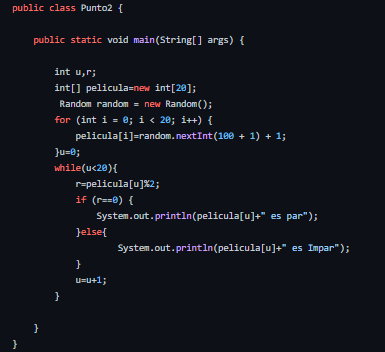 public class Punto2 {
public static void main(String[] args) {
int u,r;
int[] pelicula=new int[20];
Random random = new Random();
for (int i = 0; i < 20; i++) {
pelicula[i]=random.nextInt(100 + 1) + 1;
}u=0;
while(u<20){
r=pelicula[u]%2;
if (r==0) {
System.out.println(pelicula[u]+" es par");
}else{
System.out.println(pelicula[u]+" es Impar");
}
u=u+1;
}
}
}